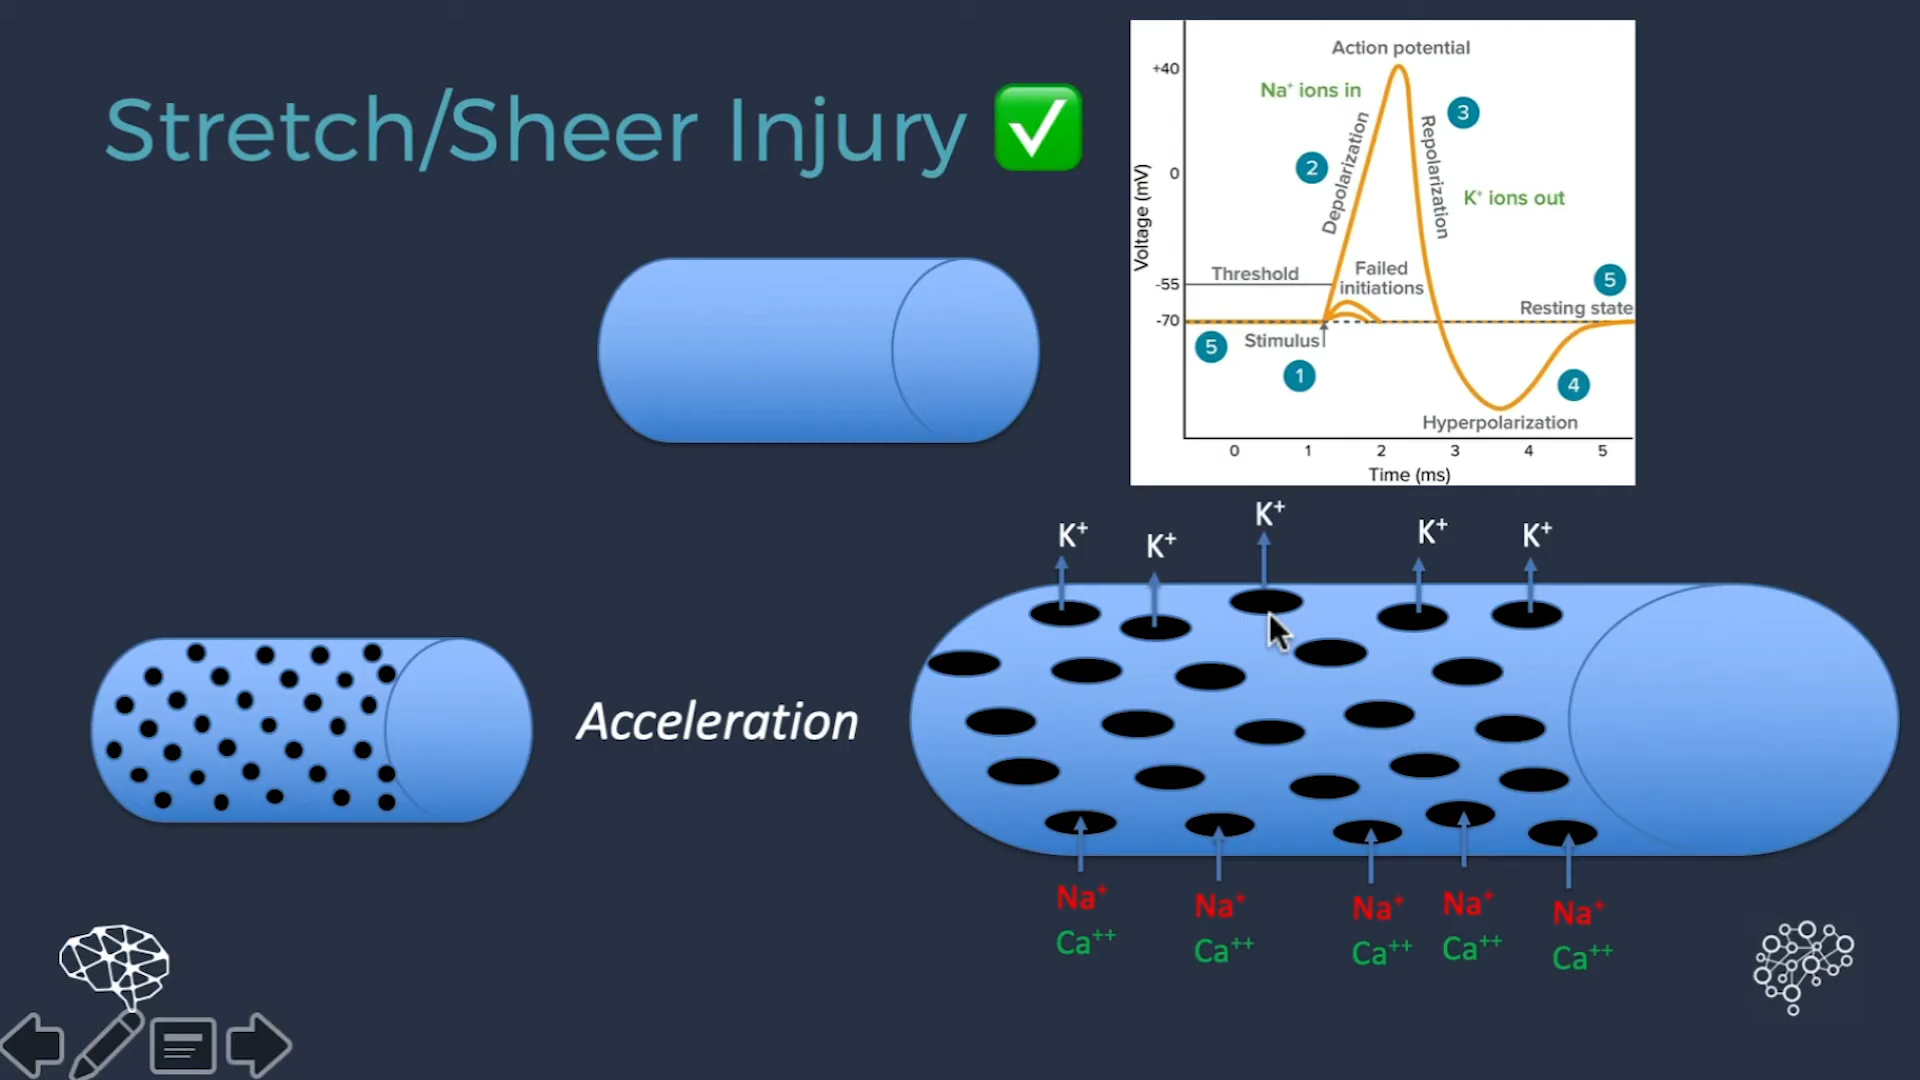 Stretch/Sheer Injury
Action potential
+40
Na⁺ ions in
3
2
Depolarization
Repolarization
0
K⁺ ions out
Voltage (mV)
Threshold
Failed
initiations
-55
5
Resting state
-70
5
Stimulus
1
4
Hyperpolarization
0 1 2 3 4 5
Time (ms)
K⁺ K⁺ K⁺ K⁺ K⁺
Acceleration
Na⁺ Na⁺ Na⁺ Na⁺ Na⁺
Ca⁺⁺ Ca⁺⁺ Ca⁺⁺ Ca⁺⁺ Ca⁺⁺